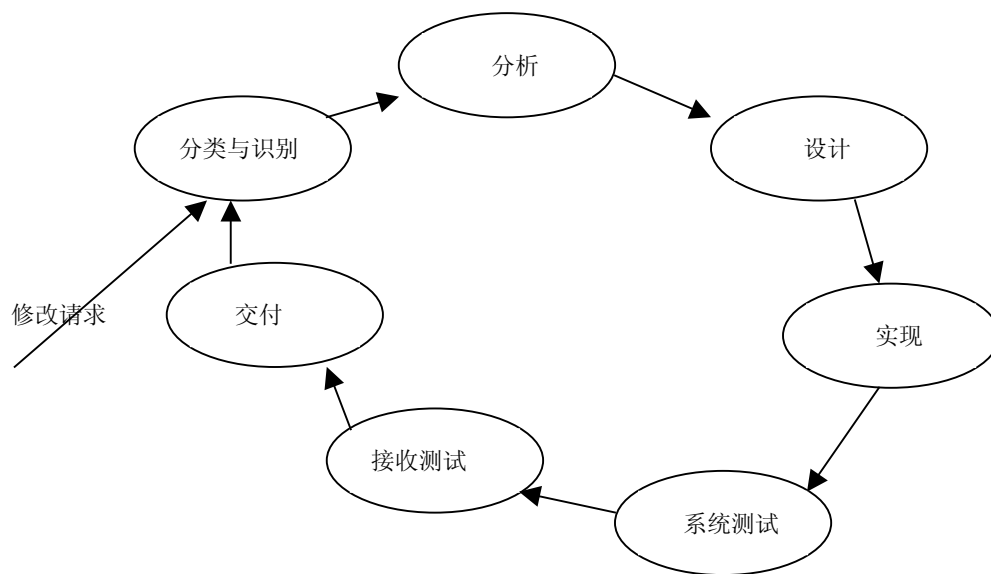 分析
分类与识别
设计
修改请求
交付
实现
接收测试
系统测试